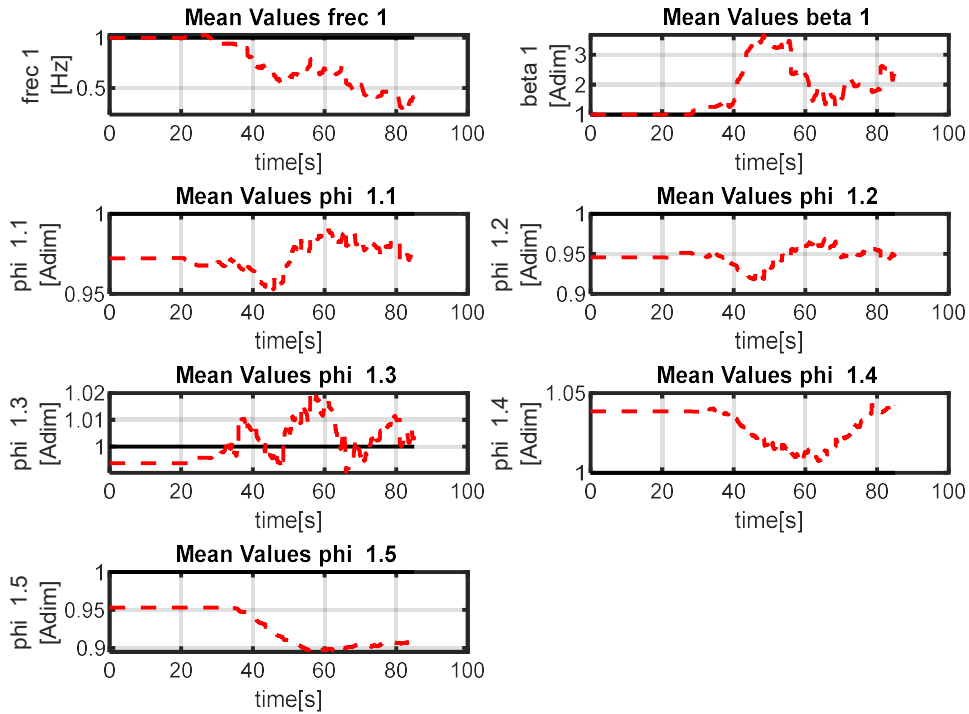 Mean Values frec 1
frec 1
[Hz]
1
0.5
0 20 40 60 80 100
time[s]
Mean Values beta 1
beta 1
[Adim]
3
2
1
0 20 40 60 80 100
time[s]
Mean Values phi 1.1
phi 1.1
[Adim]
1
0.95
0 20 40 60 80 100
time[s]
Mean Values phi 1.2
phi 1.2
[Adim]
1
0.95
0.9
0 20 40 60 80 100
time[s]
Mean Values phi 1.3
phi 1.3
[Adim]
1.02
1.01
1
0 20 40 60 80 100
time[s]
Mean Values phi 1.4
phi 1.4
[Adim]
1.05
1
0 20 40 60 80 100
time[s]
Mean Values phi 1.5
phi 1.5
[Adim]
1
0.95
0.9
0 20 40 60 80 100
time[s]